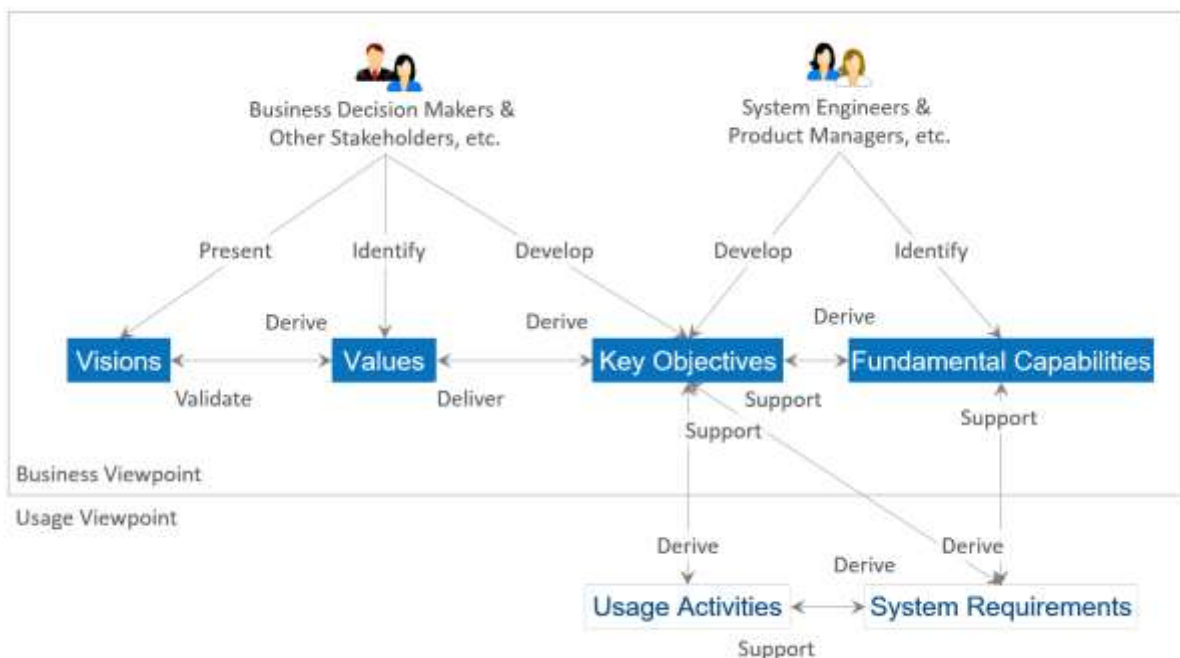 Business Decision Makers &
Other Stakeholders, etc.
System Engineers &
Product Managers, etc.
Present
Identify
Develop
Develop
Identify
Derive
Derive
Derive
Visions
Values
Key Objectives
Fundamental Capabilities
Validate
Deliver
Support
Support
Support
Business Viewpoint
Usage Viewpoint
Derive
Derive
Derive
Usage Activities
System Requirements
Support